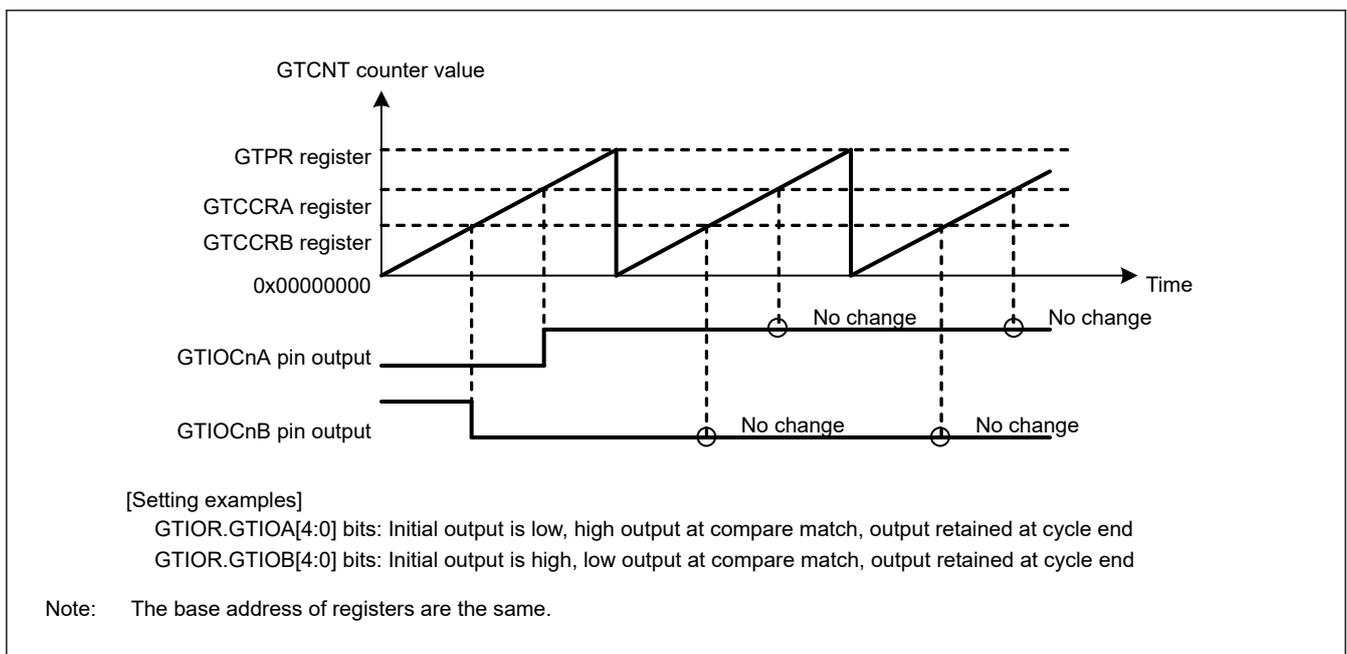 GTCNT counter value
GTPR register
GTCCRA register
GTCCRB register
0x00000000
Time
No change
No change
GTIOCnA pin output
No change
No change
GTIOCnB pin output
[Setting examples]
GTIOR.GTIOA[4:0] bits: Initial output is low, high output at compare match, output retained at cycle end
GTIOR.GTIOB[4:0] bits: Initial output is high, low output at compare match, output retained at cycle end
Note: The base address of registers are the same.